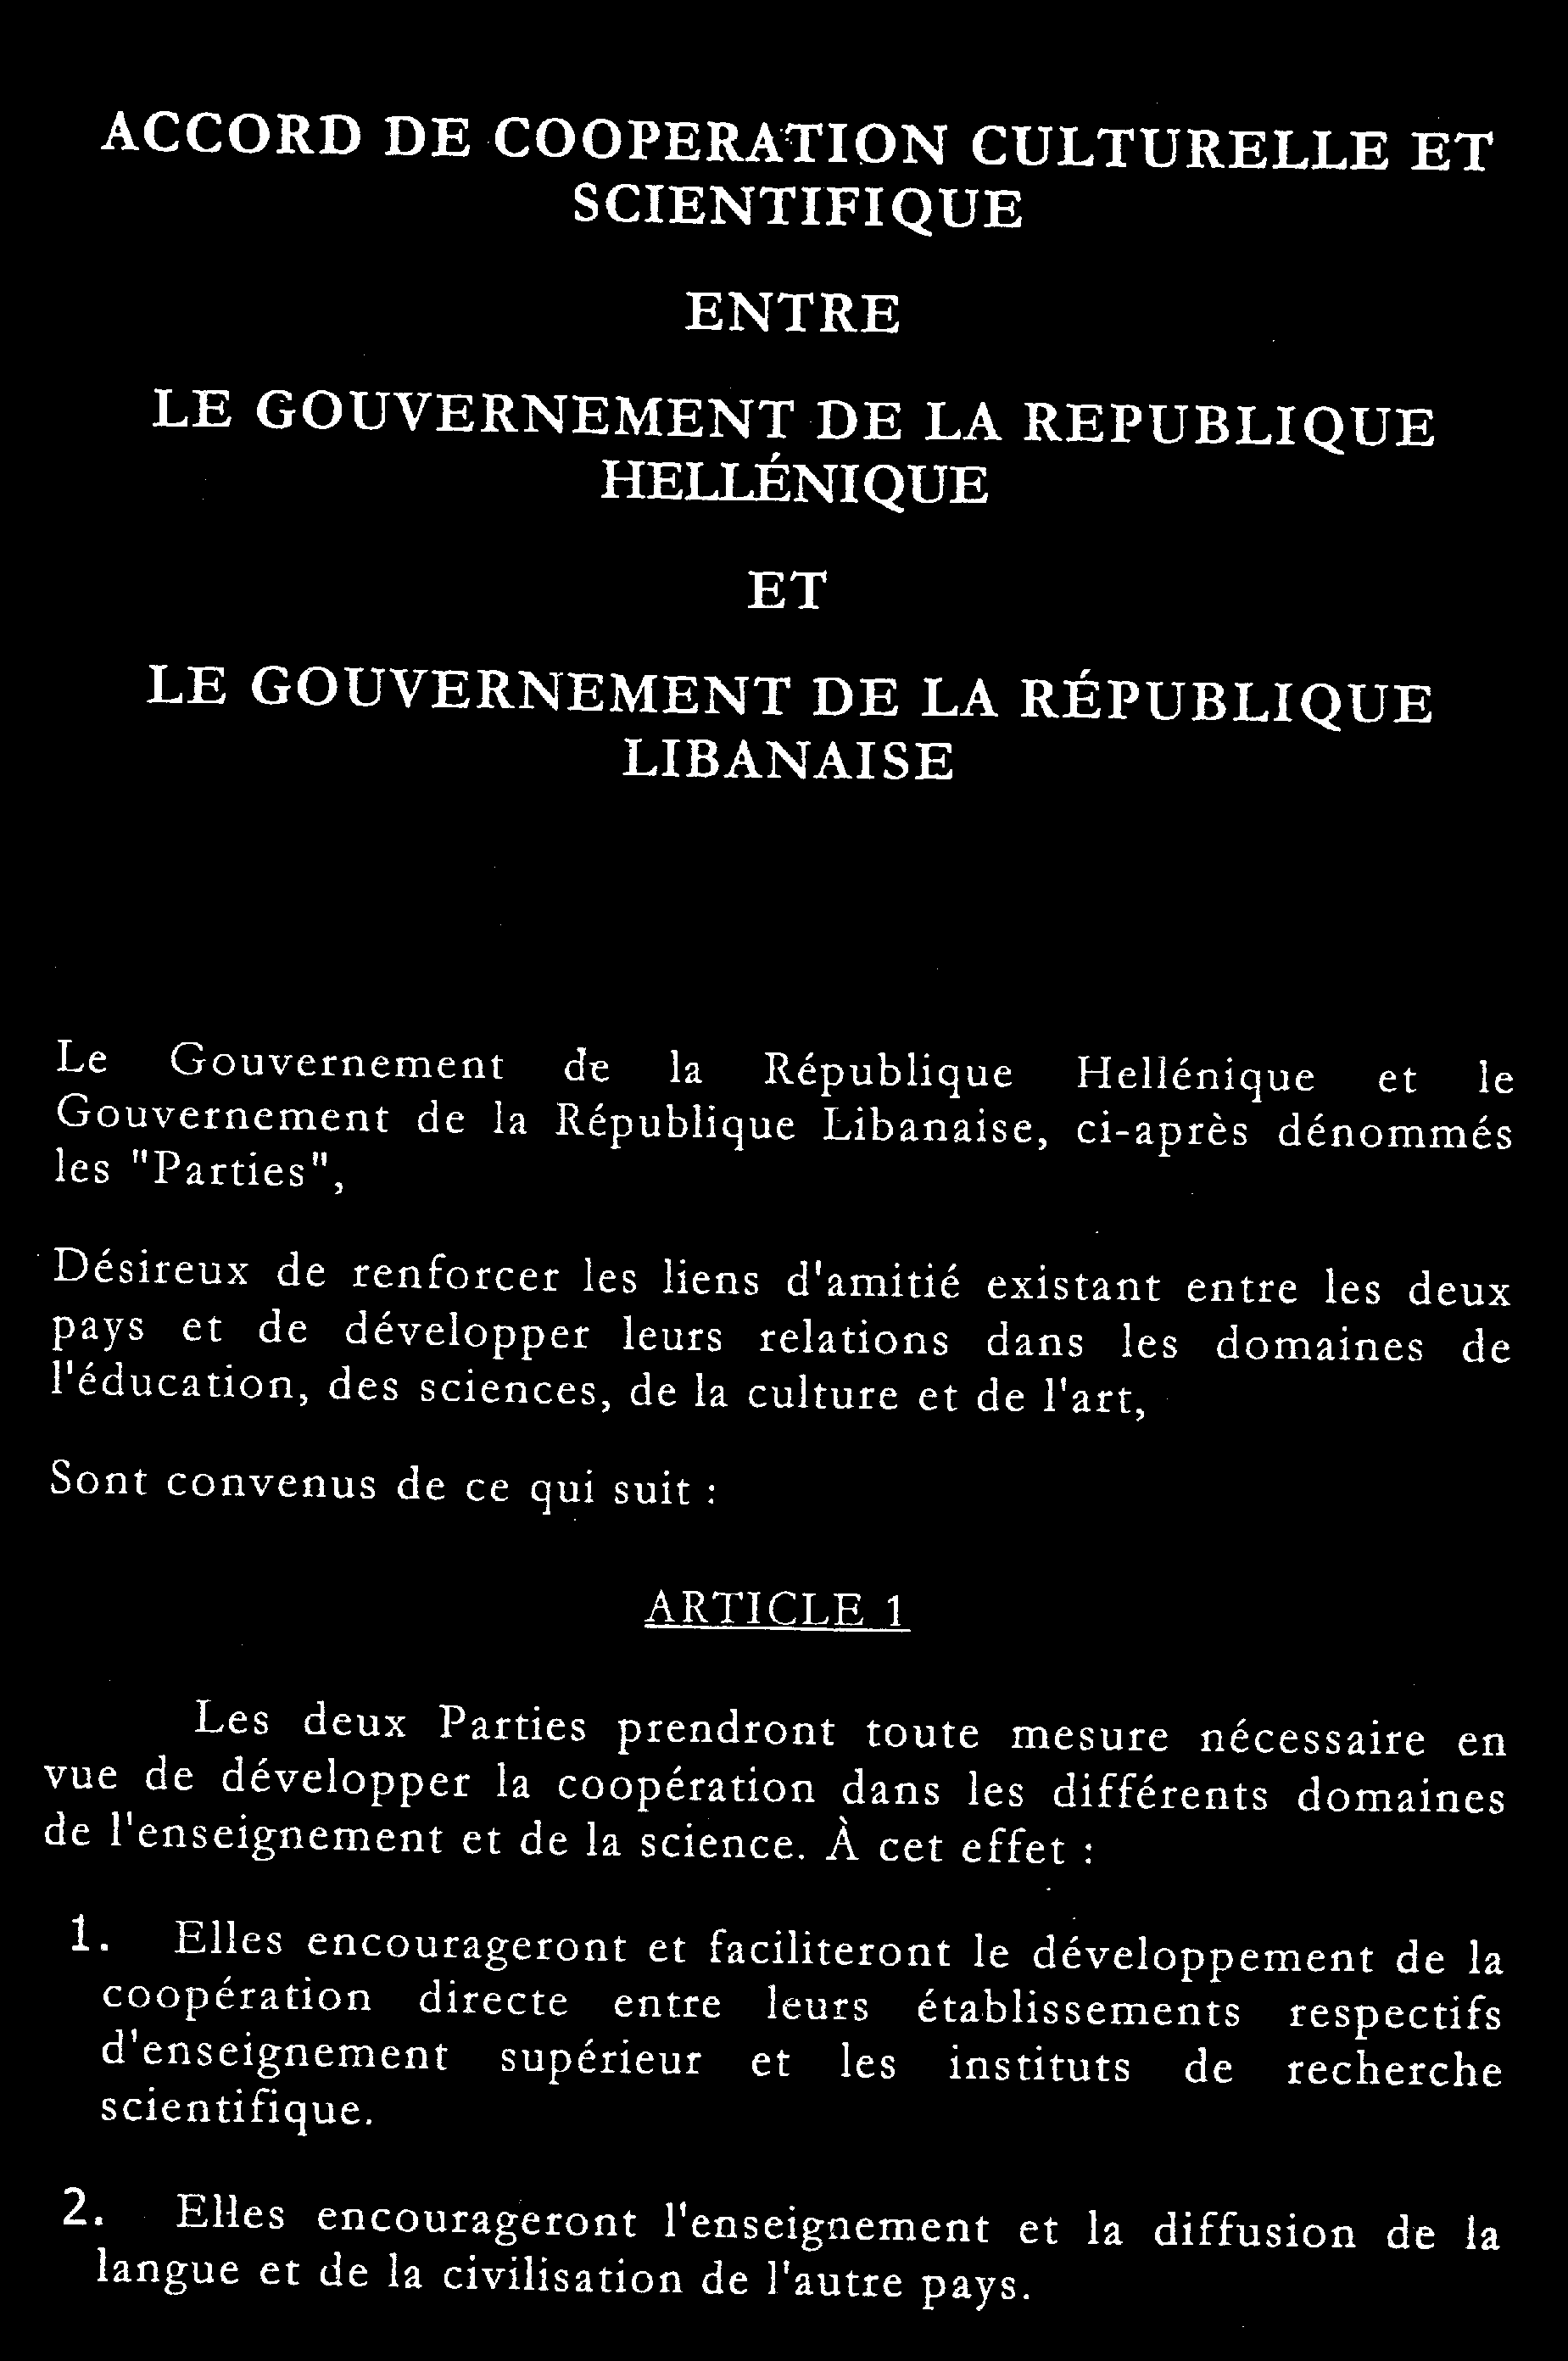 ACCORD DE COOPERATION CULTURELLE ET
SCIENTIFIQUE
ENTRE
LE GOUVERNEMENT DE LA REPUBLIQUE
HELLÉNIQUE
ET
LE GOUVERNEMENT DE LA RÉPUBLIQUE
LIBANAISE
Le Gouvernement de la République Hellénique et le
Gouvernement de la République Libanaise, ci-après dénommés
les "Parties",
Désireux de renforcer les liens d'amitié existant entre les deux
pays et de développer leurs relations dans les domaines de
l'éducation, des sciences, de la culture et de l'art,
Sont convenus de ce qui suit :
ARTICLE 1
Les deux Parties prendront toute mesure nécessaire en
vue de développer la coopération dans les différents domaines
de l'enseignement et de la science. À cet effet :
1. Elles encourageront et faciliteront le développement de la
coopération directe entre leurs établissements respectifs
d'enseignement supérieur et les instituts de recherche
scientifique.
2. Elles encourageront l'enseignement et la diffusion de la
langue et de la civilisation de l'autre pays.